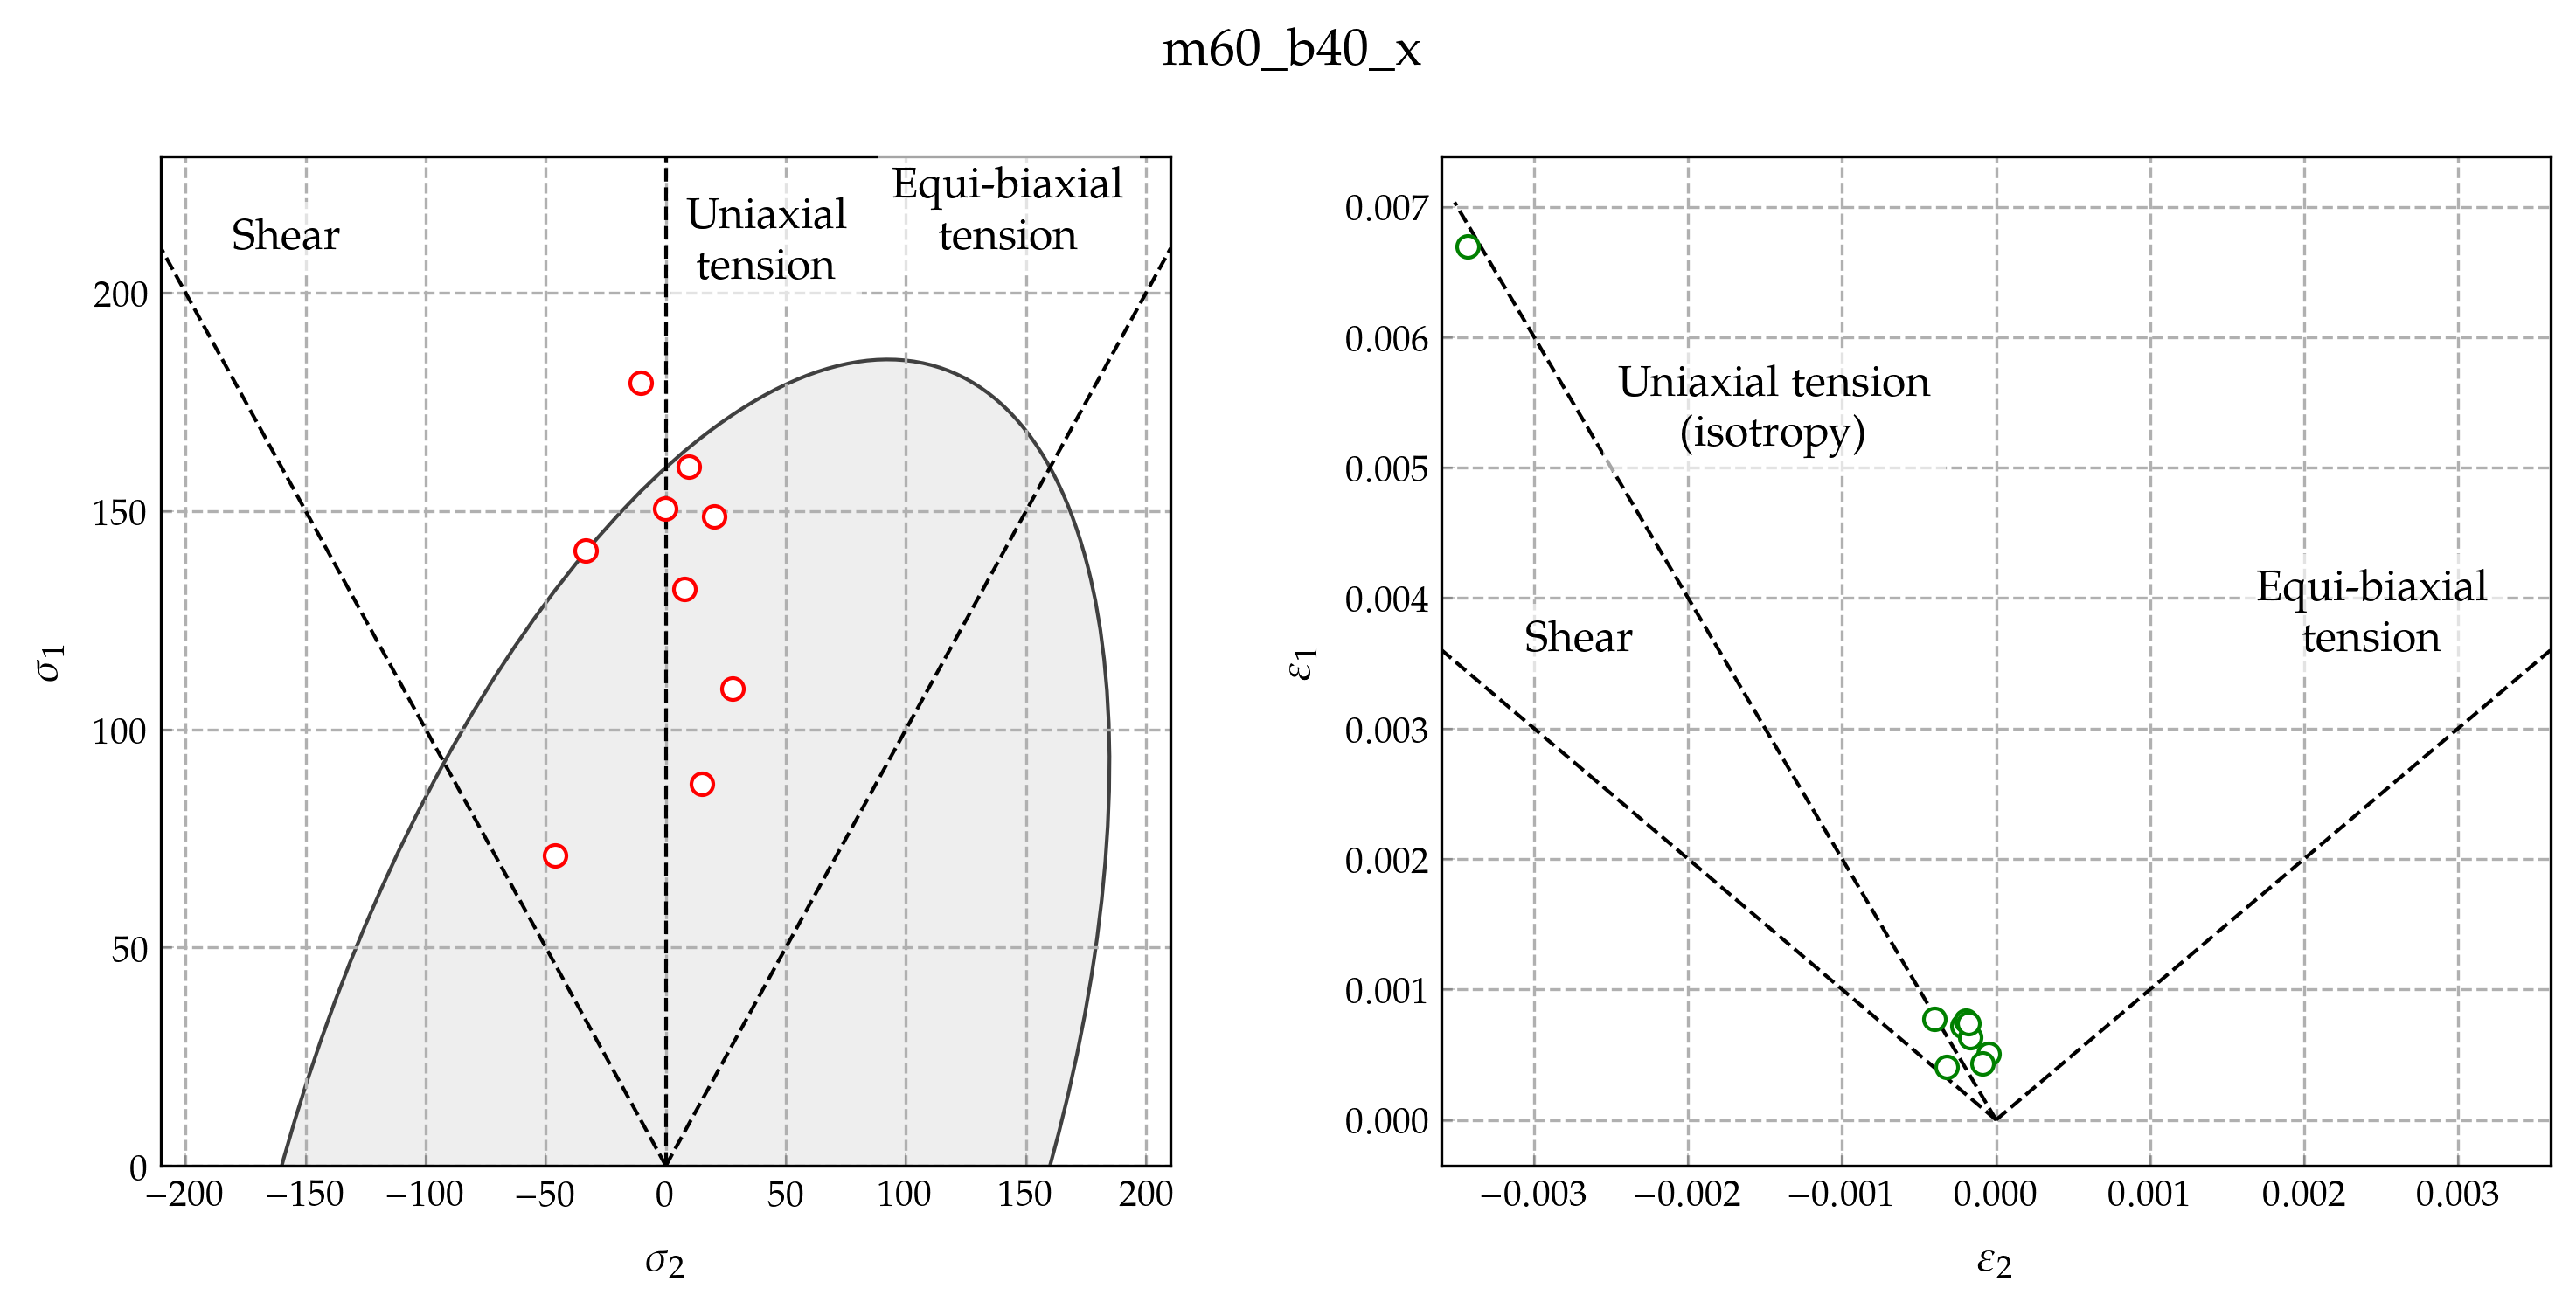 m60_b40_x
Shear
Uniaxial
tension
Equi-biaxial
tension
200
150
100
50
0
−200
−150
−100
−50
0
50
100
150
200
σ1
σ2
0.007
0.006
0.005
0.004
0.003
0.002
0.001
0.000
Uniaxial tension
(isotropy)
Shear
Equi-biaxial
tension
−0.003
−0.002
−0.001
0.000
0.001
0.002
0.003
ε1
ε2